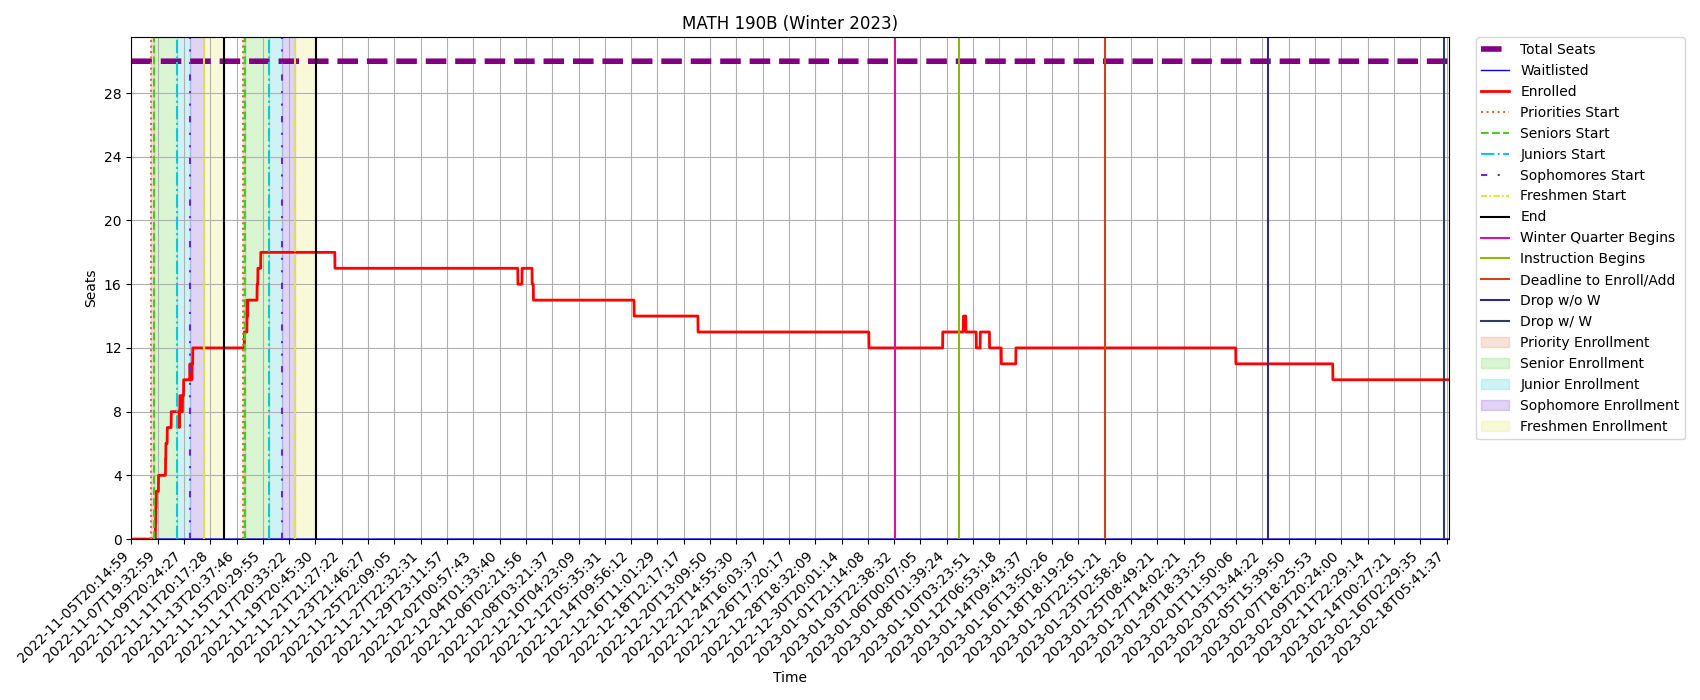 MATH 190B (Winter 2023)
Seats
28
24
20
16
12
8
4
0
2022-11-05T20:14:59
2022-11-07T19:32:59
2022-11-09T20:24:27
2022-11-11T20:17:28
2022-11-13T20:37:46
2022-11-15T20:29:55
2022-11-17T20:33:22
2022-11-19T20:45:30
2022-11-21T21:27:22
2022-11-23T21:46:27
2022-11-25T22:09:05
2022-11-27T22:32:31
2022-11-29T23:11:57
2022-12-02T00:57:43
2022-12-04T01:33:40
2022-12-06T02:21:56
2022-12-08T03:21:37
2022-12-10T04:23:09
2022-12-12T05:35:31
2022-12-14T09:56:12
2022-12-16T11:01:29
2022-12-18T12:17:17
2022-12-20T13:09:50
2022-12-22T14:55:30
2022-12-24T16:03:37
2022-12-26T17:20:17
2022-12-28T18:32:09
2022-12-30T20:01:14
2023-01-01T21:14:08
2023-01-03T22:38:32
2023-01-06T00:07:05
2023-01-08T01:39:24
2023-01-10T03:23:51
2023-01-12T06:53:18
2023-01-14T09:43:37
2023-01-16T13:50:26
2023-01-18T18:19:26
2023-01-20T22:51:21
2023-01-23T02:58:26
2023-01-25T08:49:21
2023-01-27T14:02:21
2023-01-29T18:33:25
2023-02-01T11:50:06
2023-02-03T13:44:22
2023-02-05T15:39:50
2023-02-07T18:25:53
2023-02-09T20:24:00
2023-02-11T22:29:14
2023-02-14T00:27:21
2023-02-16T02:29:35
2023-02-18T05:41:37
Time
Total Seats
Waitlisted
Enrolled
Priorities Start
Seniors Start
Juniors Start
Sophomores Start
Freshmen Start
End
Winter Quarter Begins
Instruction Begins
Deadline to Enroll/Add
Drop w/o W
Drop w/ W
Priority Enrollment
Senior Enrollment
Junior Enrollment
Sophomore Enrollment
Freshmen Enrollment